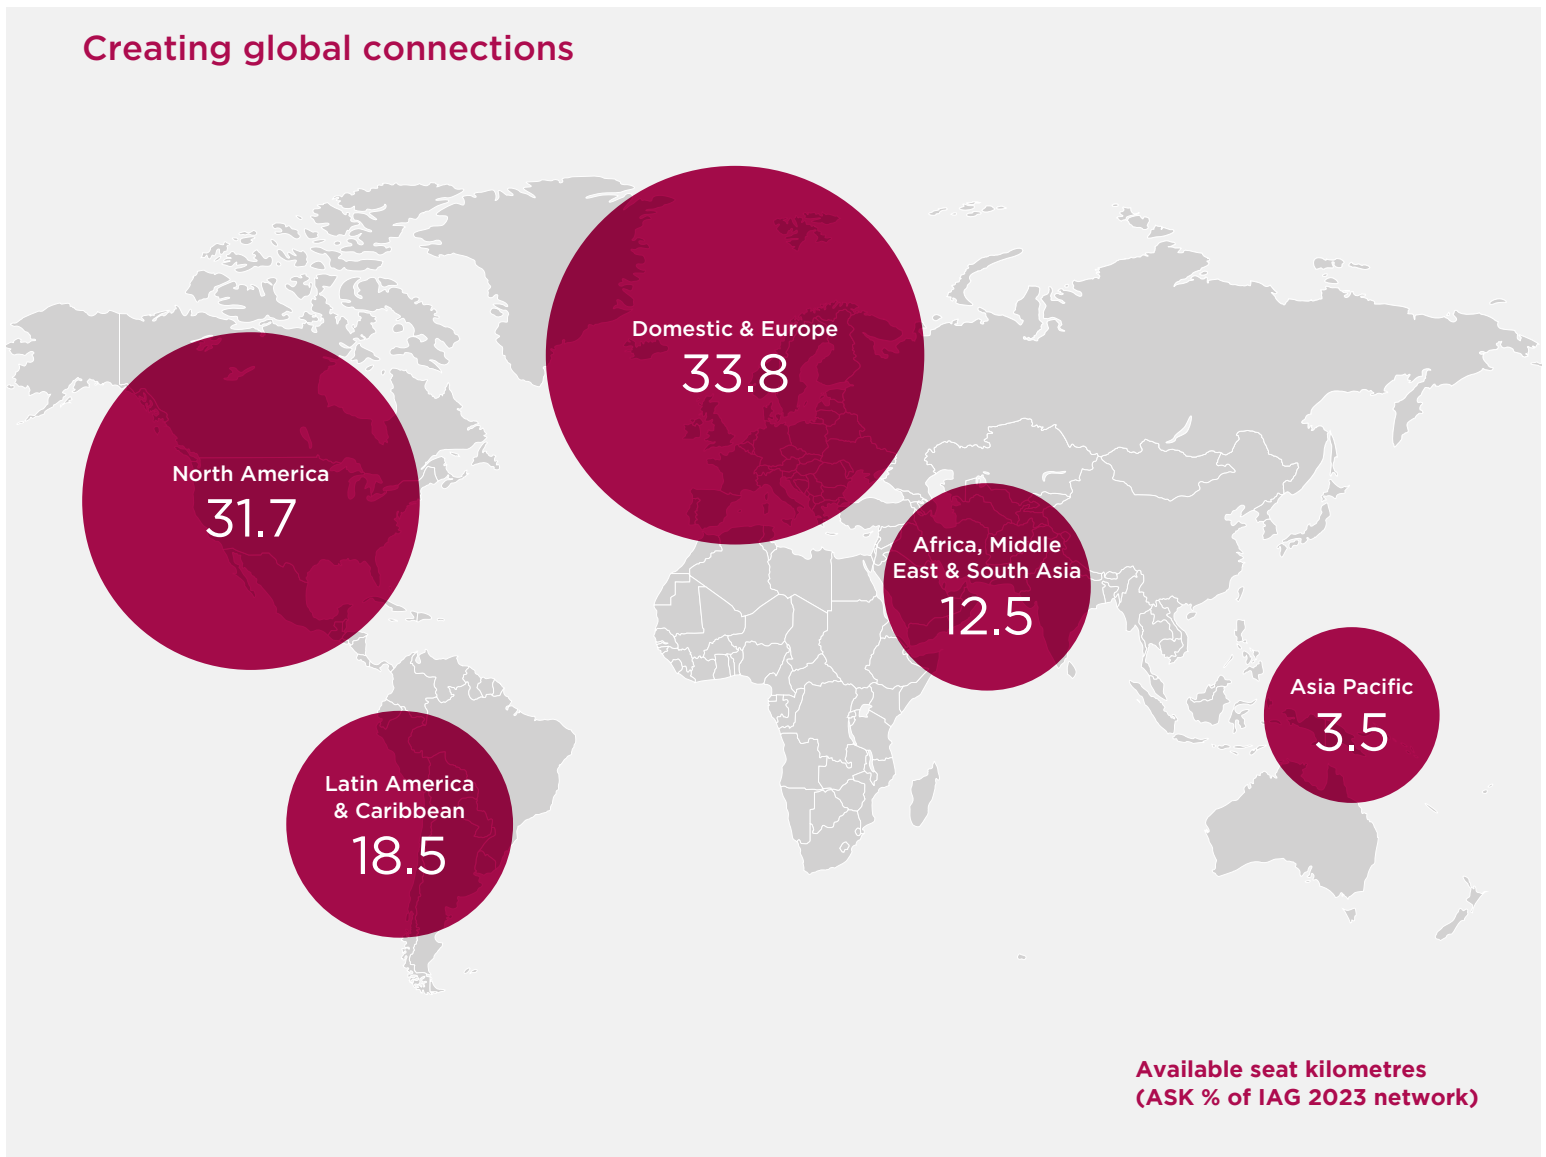 Creating global connections
Domestic & Europe
33.8
North America
31.7
Africa, Middle
East & South Asia
12.5
Asia Pacific
3.5
Latin America
& Caribbean
18.5
Available seat kilometres
(ASK % of IAG 2023 network)